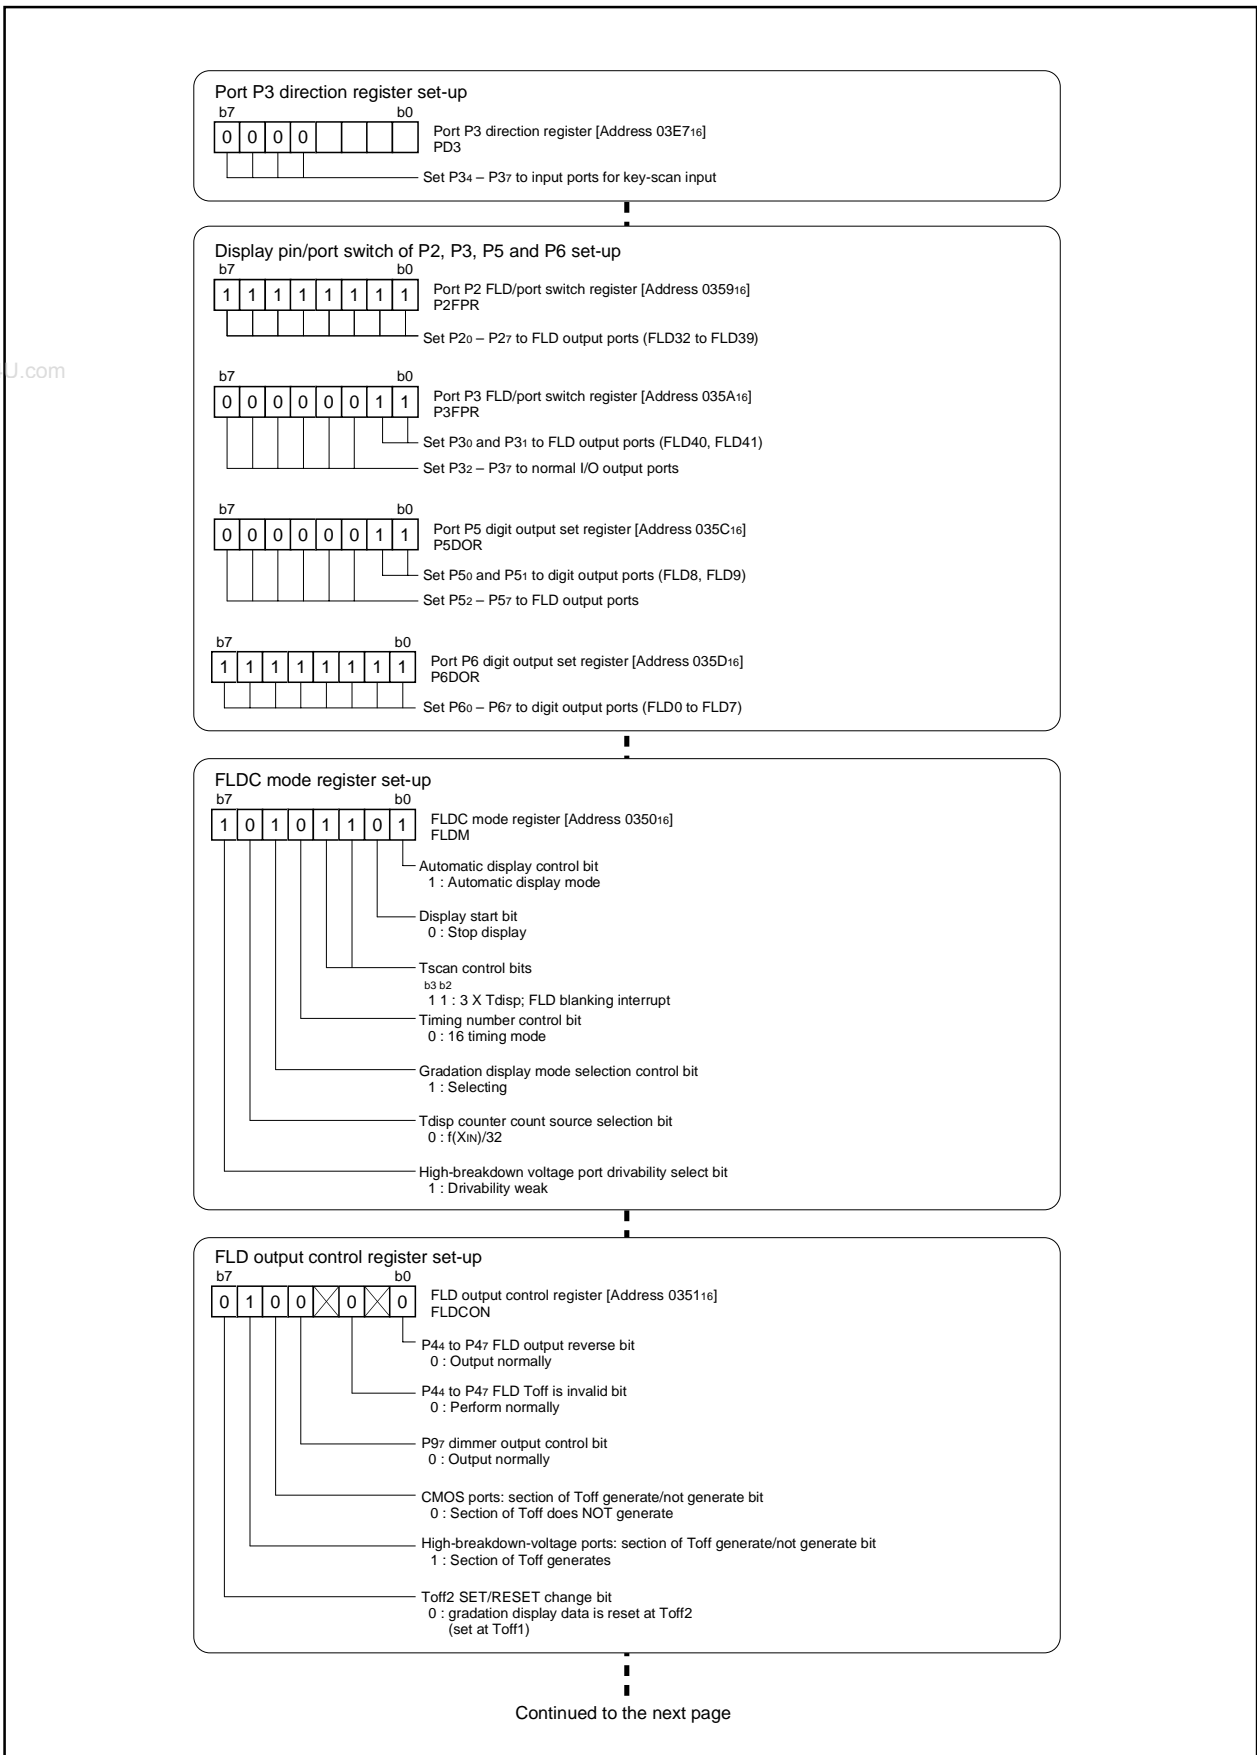 Port P3 direction register set-up
b7 b0
0 0 0 0
Port P3 direction register [Address 03E716]
PD3
Set P34 – P37 to input ports for key-scan input
Display pin/port switch of P2, P3, P5 and P6 set-up
b7 b0
1 1 1 1 1 1 1 1
Port P2 FLD/port switch register [Address 035916]
P2FPR
Set P20 – P27 to FLD output ports (FLD32 to FLD39)
U.com
b7 b0
0 0 0 0 0 0 1 1
Port P3 FLD/port switch register [Address 035A16]
P3FPR
Set P30 and P31 to FLD output ports (FLD40, FLD41)
Set P32 – P37 to normal I/O output ports
b7 b0
0 0 0 0 0 0 1 1
Port P5 digit output set register [Address 035C16]
P5DOR
Set P50 and P51 to digit output ports (FLD8, FLD9)
Set P52 – P57 to FLD output ports
b7 b0
1 1 1 1 1 1 1 1
Port P6 digit output set register [Address 035D16]
P6DOR
Set P60 – P67 to digit output ports (FLD0 to FLD7)
FLDC mode register set-up
b7 b0
1 0 1 0 1 1 0 1
FLDC mode register [Address 035016]
FLDM
Automatic display control bit
1 : Automatic display mode
Display start bit
0 : Stop display
Tscan control bits
b3 b2
1 1 : 3 X Tdisp; FLD blanking interrupt
Timing number control bit
0 : 16 timing mode
Gradation display mode selection control bit
1 : Selecting
Tdisp counter count source selection bit
0 : f(XIN)/32
High-breakdown voltage port drivability select bit
1 : Drivability weak
FLD output control register set-up
b7 b0
0 1 0 0 0 0
FLD output control register [Address 035116]
FLDCON
P44 to P47 FLD output reverse bit
0 : Output normally
P44 to P47 FLD Toff is invalid bit
0 : Perform normally
P97 dimmer output control bit
0 : Output normally
CMOS ports: section of Toff generate/not generate bit
0 : Section of Toff does NOT generate
High-breakdown-voltage ports: section of Toff generate/not generate bit
1 : Section of Toff generates
Toff2 SET/RESET change bit
0 : gradation display data is reset at Toff2
(set at Toff1)
Continued to the next page